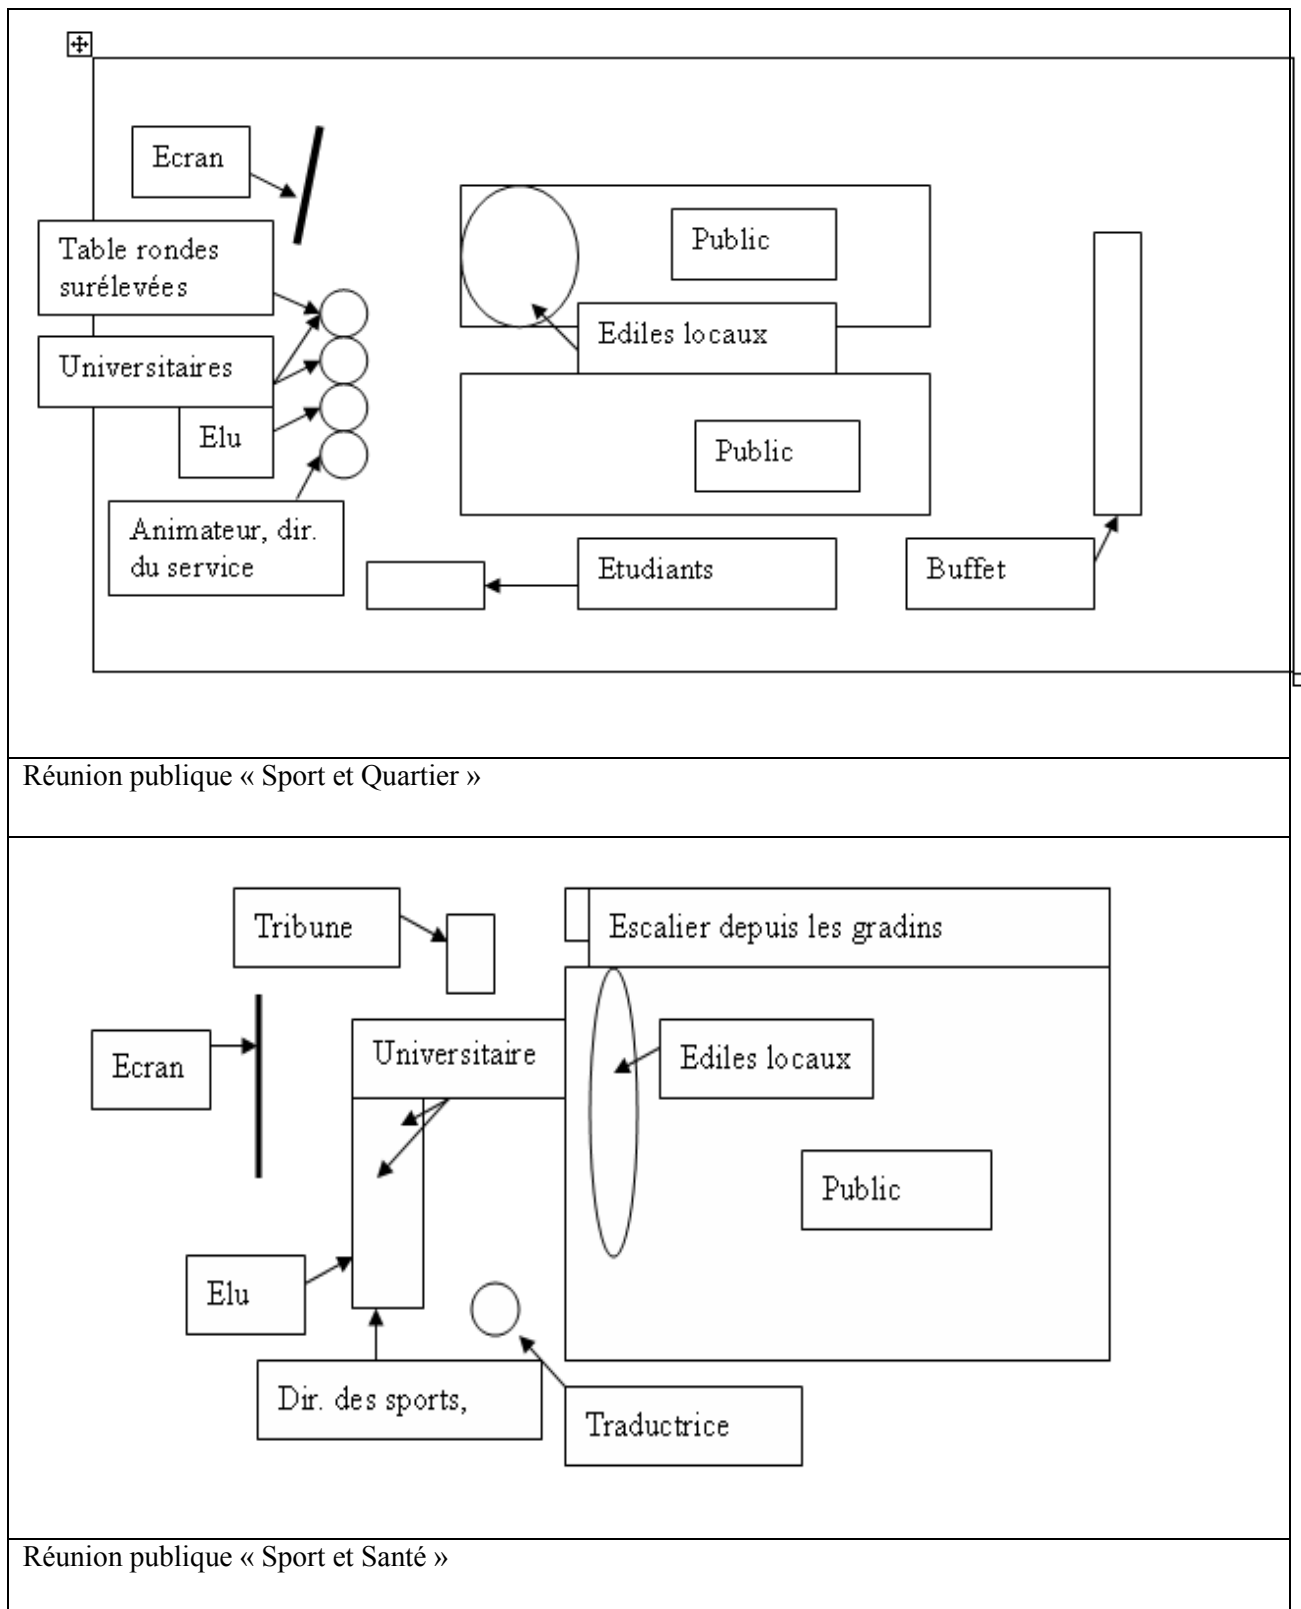 Ecran
Table rondes
surélevées
Public
Ediles locaux
Universitaires
Elu
Public
Animateur, dir.
du service
Etudiants
Buffet
Réunion publique « Sport et Quartier »
Tribune
Escalier depuis les gradins
Universitaire
Ediles locaux
Ecran
Public
Elu
Dir. des sports,
Traductrice
Réunion publique « Sport et Santé »